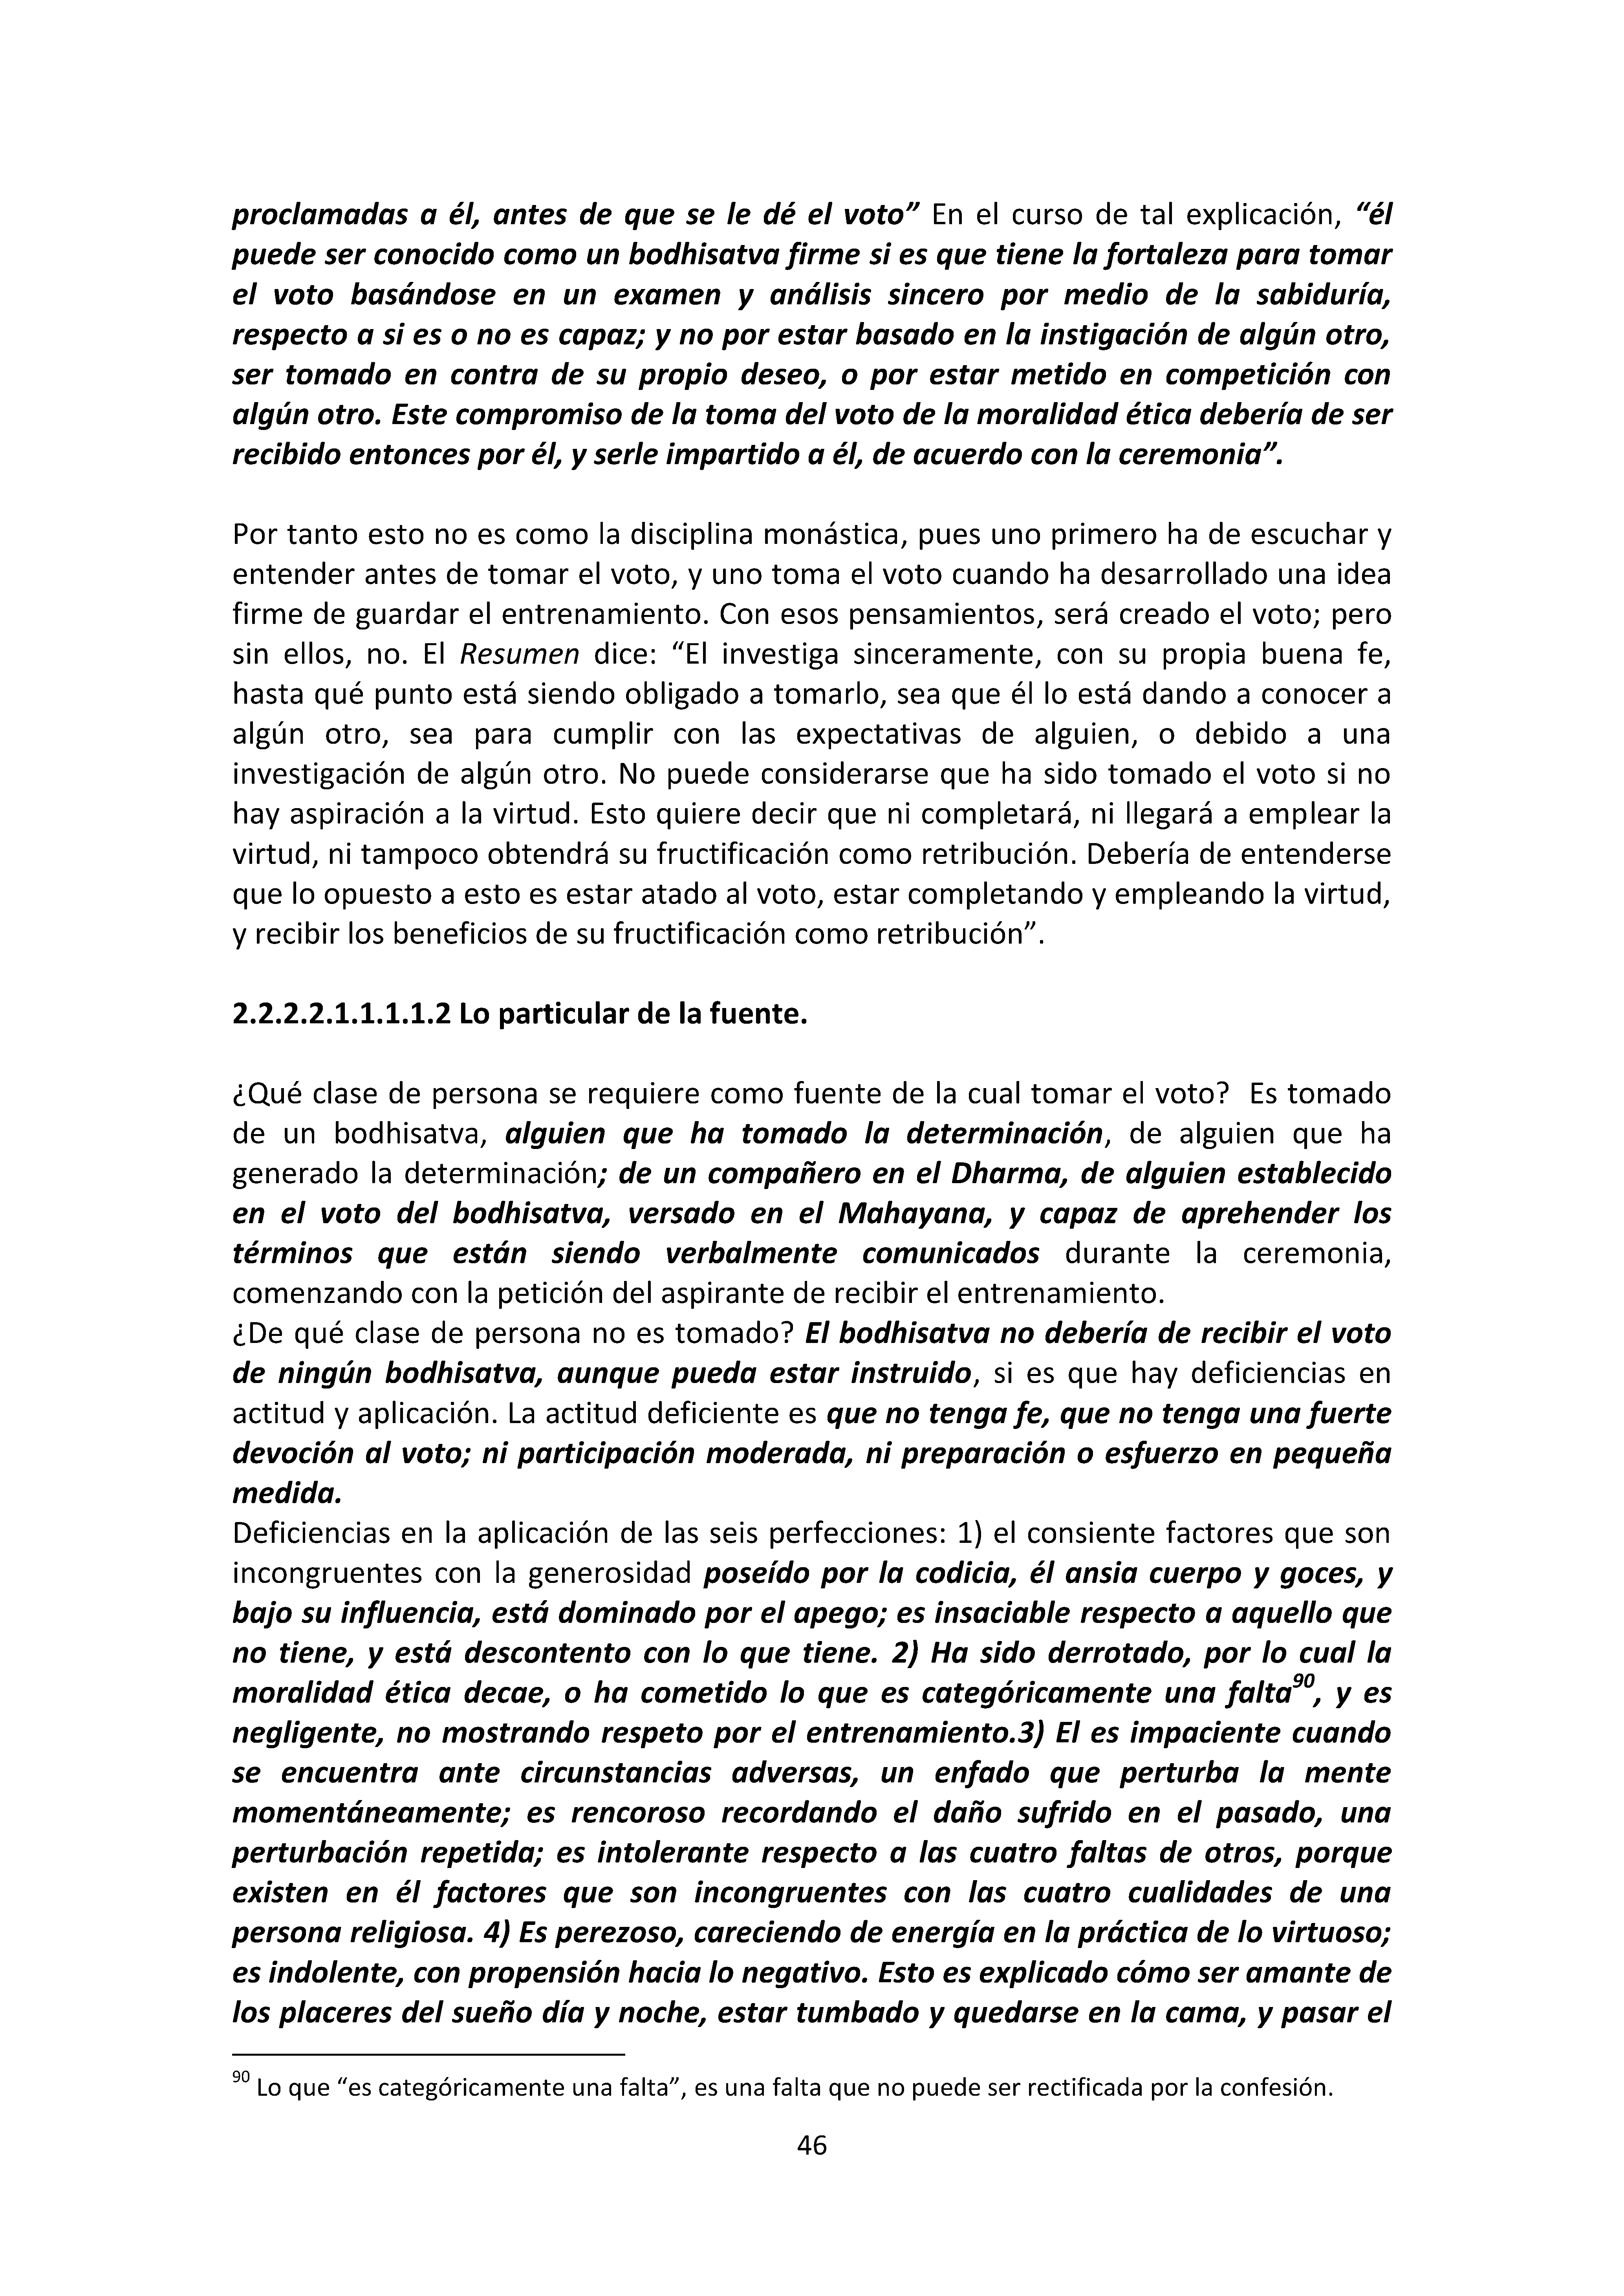 proclamadas a él, antes de que se le dé el voto” En el curso de tal explicación, “él
puede ser conocido como un bodhisatva firme si es que tiene la fortaleza para tomar
el voto basándose en un examen y análisis sincero por medio de la sabiduría,
respecto a si es o no es capaz; y no por estar basado en la instigación de algún otro,
ser tomado en contra de su propio deseo, o por estar metido en competición con
algún otro. Este compromiso de la toma del voto de la moralidad ética debería de ser
recibido entonces por él, y serle impartido a él, de acuerdo con la ceremonia”.
Por tanto esto no es como la disciplina monástica, pues uno primero ha de escuchar y
entender antes de tomar el voto, y uno toma el voto cuando ha desarrollado una idea
firme de guardar el entrenamiento. Con esos pensamientos, será creado el voto; pero
sin ellos, no. El Resumen dice: “El investiga sinceramente, con su propia buena fe,
hasta qué punto está siendo obligado a tomarlo, sea que él lo está dando a conocer a
algún otro, sea para cumplir con las expectativas de alguien, o debido a una
investigación de algún otro. No puede considerarse que ha sido tomado el voto si no
hay aspiración a la virtud. Esto quiere decir que ni completará, ni llegará a emplear la
virtud, ni tampoco obtendrá su fructificación como retribución. Debería de entenderse
que lo opuesto a esto es estar atado al voto, estar completando y empleando la virtud,
y recibir los beneficios de su fructificación como retribución”.
2.2.2.2.1.1.1.1.2 Lo particular de la fuente.
¿Qué clase de persona se requiere como fuente de la cual tomar el voto?  Es tomado
de un bodhisatva, alguien que ha tomado la determinación, de alguien que ha
generado la determinación; de un compañero en el Dharma, de alguien establecido
en el voto del bodhisatva, versado en el Mahayana, y capaz de aprehender los
términos que están siendo verbalmente comunicados durante la ceremonia,
comenzando con la petición del aspirante de recibir el entrenamiento.
¿De qué clase de persona no es tomado? El bodhisatva no debería de recibir el voto
de ningún bodhisatva, aunque pueda estar instruido, si es que hay deficiencias en
actitud y aplicación. La actitud deficiente es que no tenga fe, que no tenga una fuerte
devoción al voto; ni participación moderada, ni preparación o esfuerzo en pequeña
medida.
Deficiencias en la aplicación de las seis perfecciones: 1) el consiente factores que son
incongruentes con la generosidad poseído por la codicia, él ansia cuerpo y goces, y
bajo su influencia, está dominado por el apego; es insaciable respecto a aquello que
no tiene, y está descontento con lo que tiene. 2) Ha sido derrotado, por lo cual la
moralidad ética decae, o ha cometido lo que es categóricamente una falta90, y es
negligente, no mostrando respeto por el entrenamiento.3) El es impaciente cuando
se encuentra ante circunstancias adversas, un enfado que perturba la mente
momentáneamente; es rencoroso recordando el daño sufrido en el pasado, una
perturbación repetida; es intolerante respecto a las cuatro faltas de otros, porque
existen en él factores que son incongruentes con las cuatro cualidades de una
persona religiosa. 4) Es perezoso, careciendo de energía en la práctica de lo virtuoso;
es indolente, con propensión hacia lo negativo. Esto es explicado cómo ser amante de
los placeres del sueño día y noche, estar tumbado y quedarse en la cama, y pasar el
90 Lo que “es categóricamente una falta”, es una falta que no puede ser rectificada por la confesión.
46